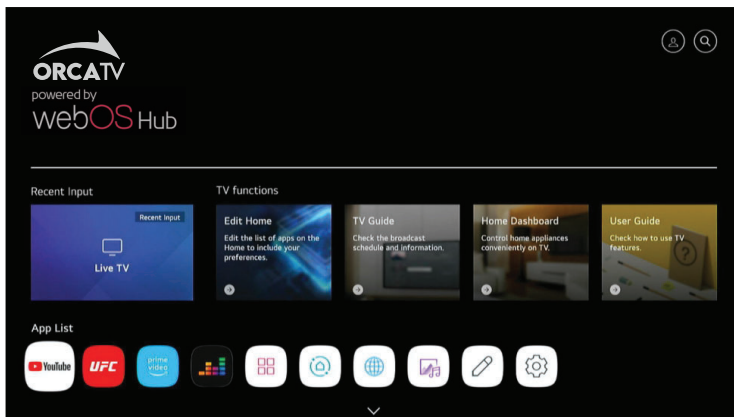 ORCATV
powered by
webOS Hub
Recent Input
TV functions
Recent Input
Live TV
Edit Home
Edit the list of apps on the
Home to include your
preferences.
TV Guide
Check the broadcast
schedule and information.
Home Dashboard
Control home appliances
conveniently on TV.
User Guide
Check how to use TV
features.
?
App List
YouTube
UFC
prime
video